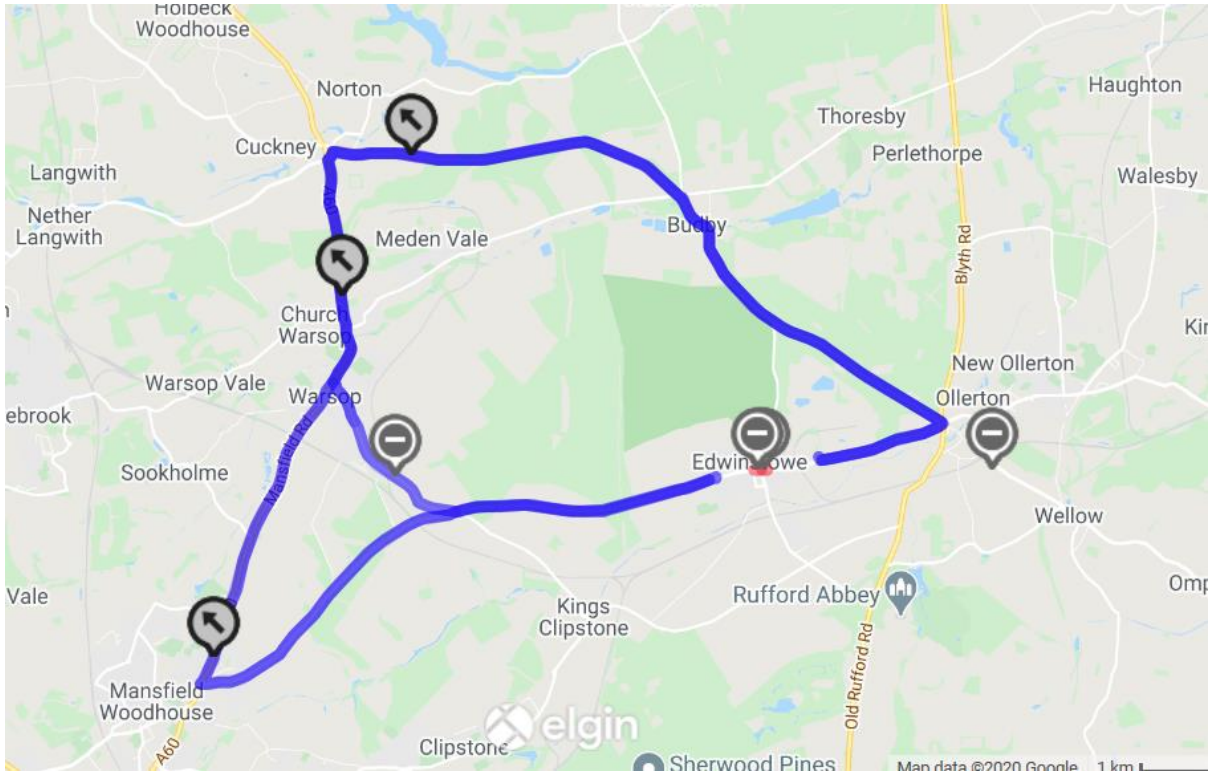 Holbeck
Woodhouse
Norton
Haughton
Thoresby
Cuckney
Perlethorpe
Langwith
Walesby
Nether
Langwith
A60
Budby
Meden Vale
Blyth Rd
Church
Warsop
New Ollerton
Warsop Vale
Warsop
Ollerton
Mansfield Rd
Sookholme
Wellow
Rufford Abbey
Kings
Clipstone
Vale
Old Rufford Rd
Mansfield
Woodhouse
elgin
Clipstone
A60
Sherwood Pines
Map data ©2020 Google
1 km